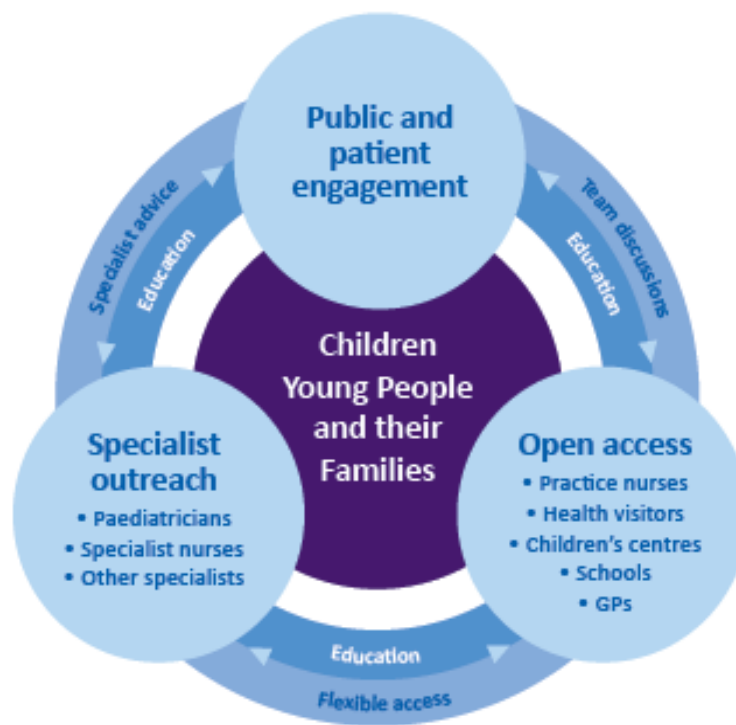 Public and
patient
engagement
Specialist advice
Education
Team discussions
Education
Children
Young People
and their
Families
Specialist
outreach
• Paediatricians
• Specialist nurses
• Other specialists
Open access
• Practice nurses
• Health visitors
• Children's centres
• Schools
• GPs
Education
Flexible access